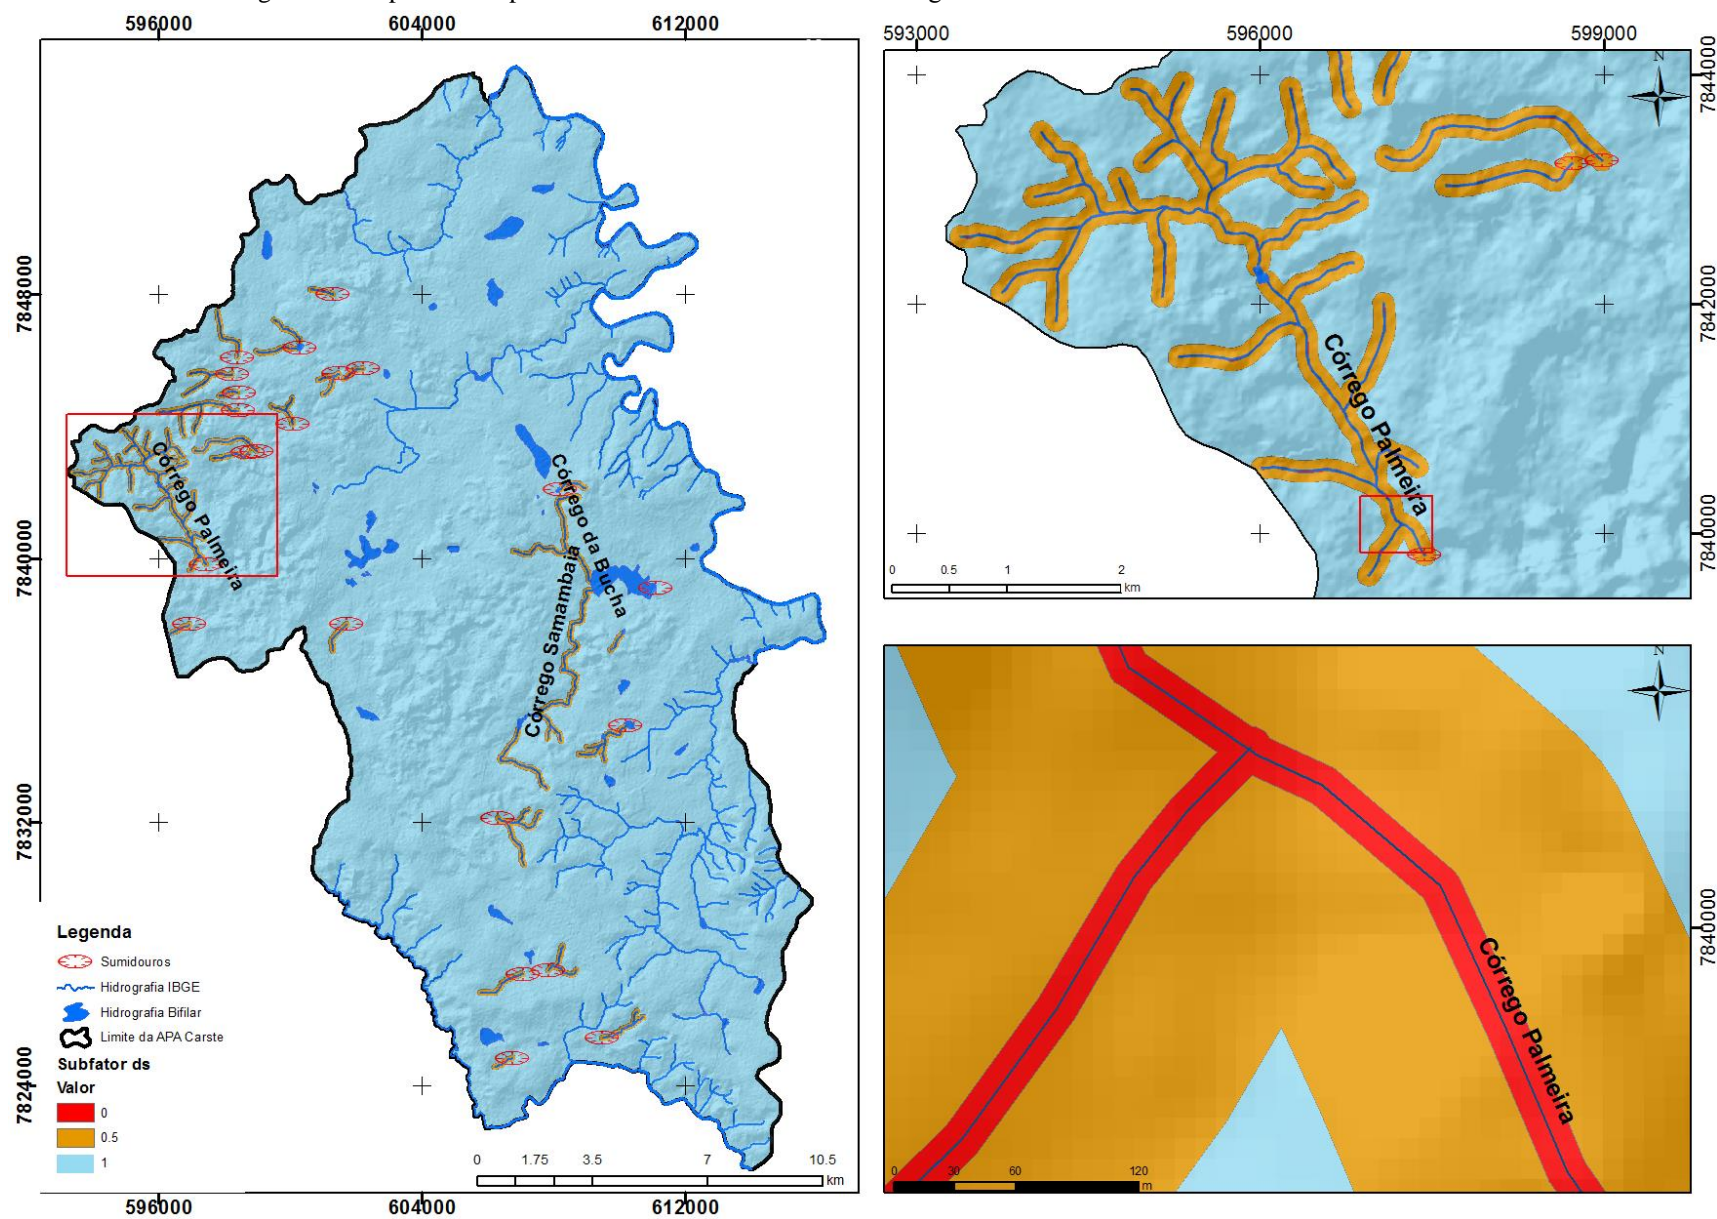 596000
604000
612000
7848000
7840000
7832000
7824000
Córrego Palmeira
Córrego da Bucha
Córrego Samambaia
Legenda
Sumidouros
Hidrografia IBGE
Hidrografia Bifilar
Limite da APA Carste
Subfator ds
Valor
0
0.5
1
0 1.75 3.5 7 10.5
km
596000
604000
612000
593000
596000
599000
N
7844000
7842000
7840000
Córrego Palmeira
0 0.5 1 2
km
N
7840000
Córrego Palmeira
0 30 60 120
m